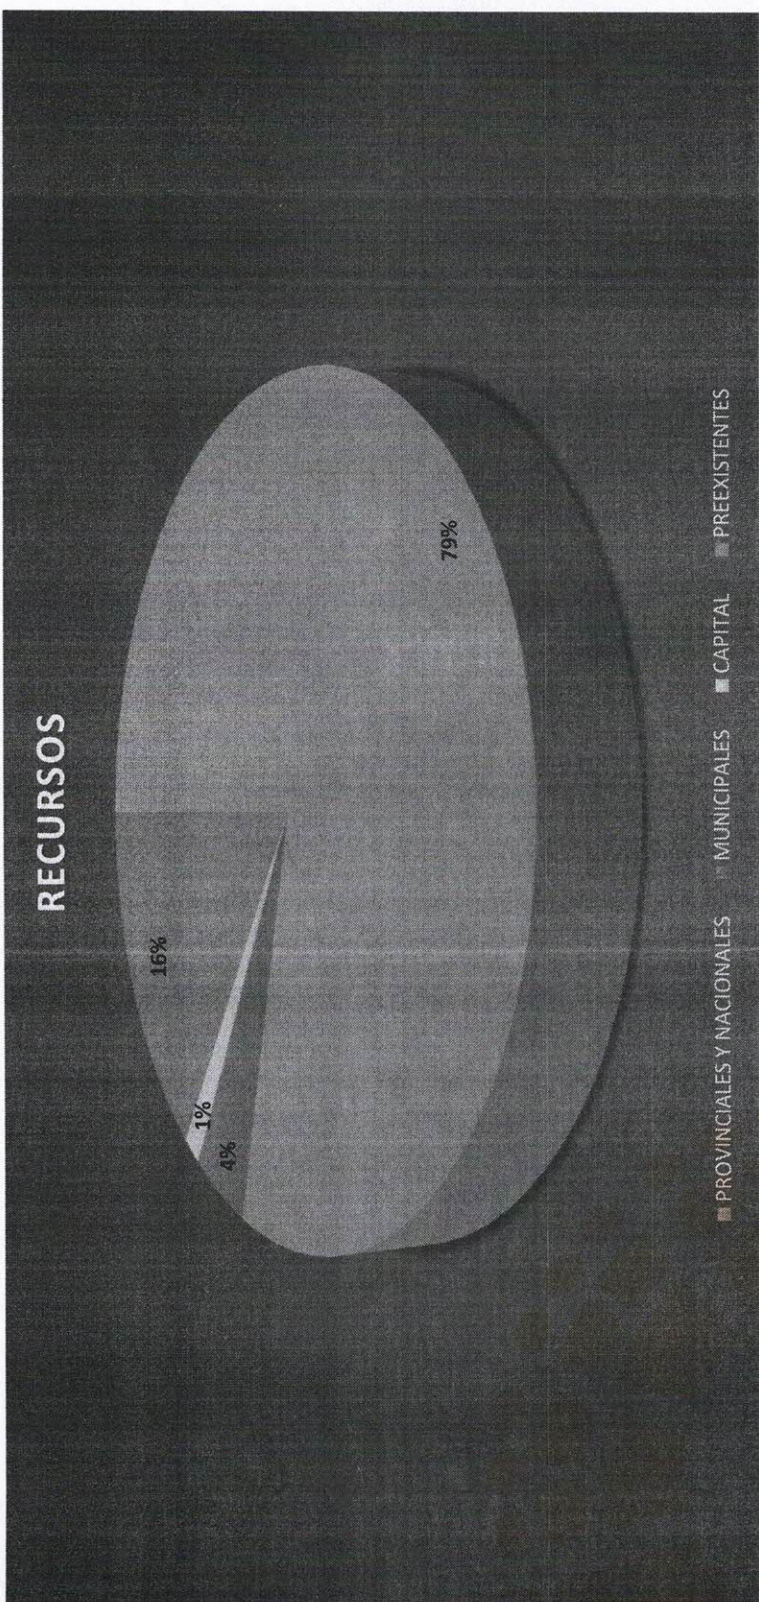 RECURSOS
16%
1%
4%
79%
PROVINCIALES Y NACIONALES
MUNICIPALES
CAPITAL
PREEXISTENTES